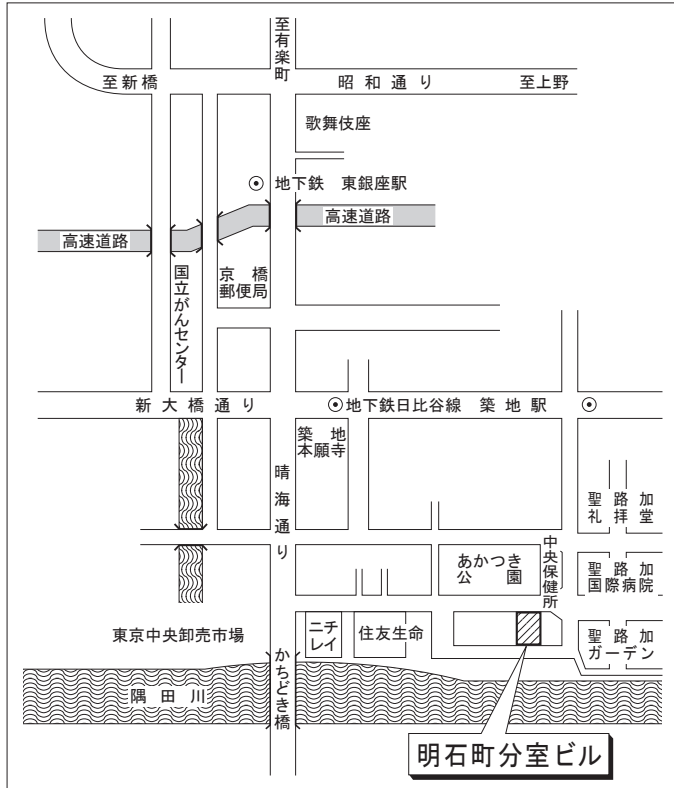 至有楽町
至新橋
昭和通り
至上野
歌舞伎座
地下鉄 東銀座駅
高速道路
高速道路
国立がんセンター
京橋
郵便局
新大橋通り
地下鉄日比谷線 築地駅
築地
本願寺
晴海通り
聖路加
礼拝堂
あかつき
公園
中央保健所
聖路加
国際病院
東京中央卸売市場
ニチ
レイ
住友生命
聖路加
ガーデン
かちどき橋
隅田川
明石町分室ビル